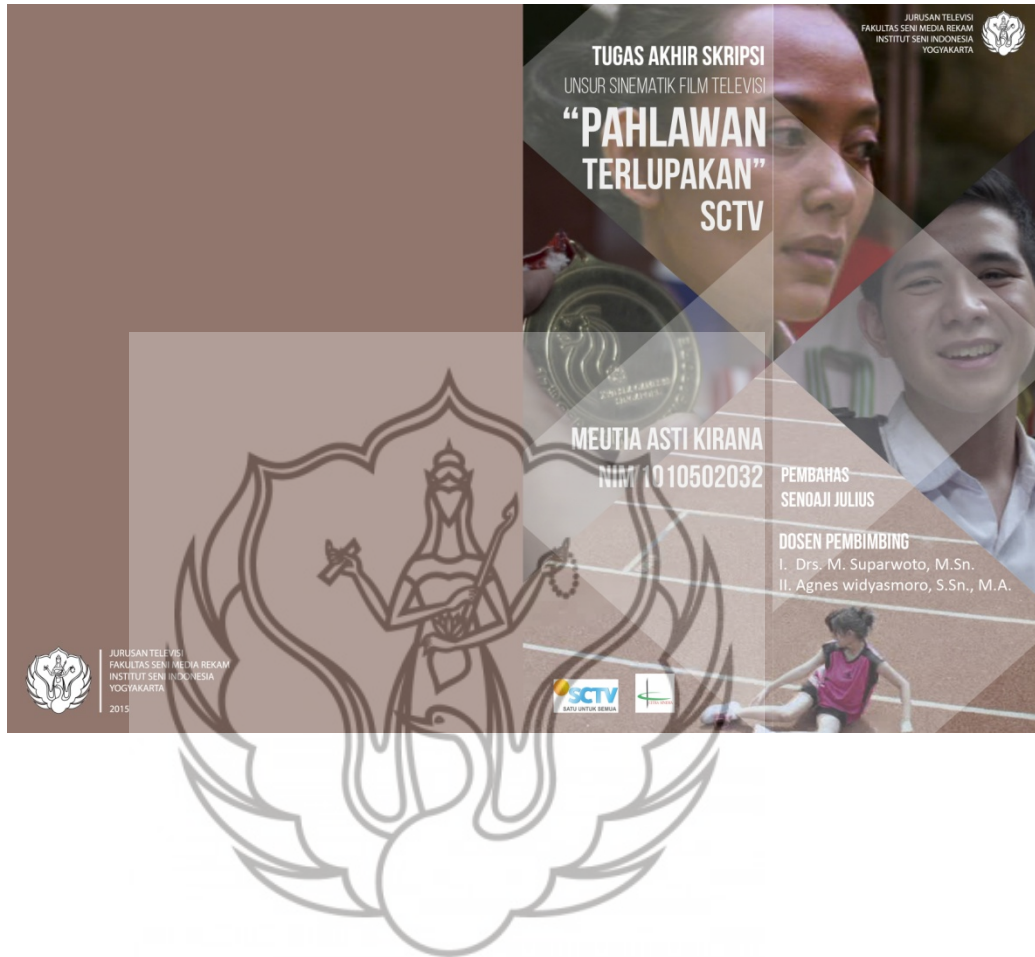 JURUSAN TELEVISI
FAKULTAS SENI MEDIA REKAM
INSTITUT SENI INDONESIA
YOGYAKARTA
TUGAS AKHIR SKRIPSI
UNSUR SINEMATIK FILM TELEVISI
“PAHLAWAN
TERLUPAKAN”
SCTV
MEUTIA ASTI KIRANA
NIM 1010502032
PEMBAHAS
SENOAJI JULIUS
DOSEN PEMBIMBING
I. Drs. M. Suparwoto, M.Sn.
II. Agnes widyasmoro, S.Sn., M.A.
JURUSAN TELEVISI
FAKULTAS SENI MEDIA REKAM
INSTITUT SENI INDONESIA
YOGYAKARTA
2015
SCTV
SATU UNTUK SEMUA